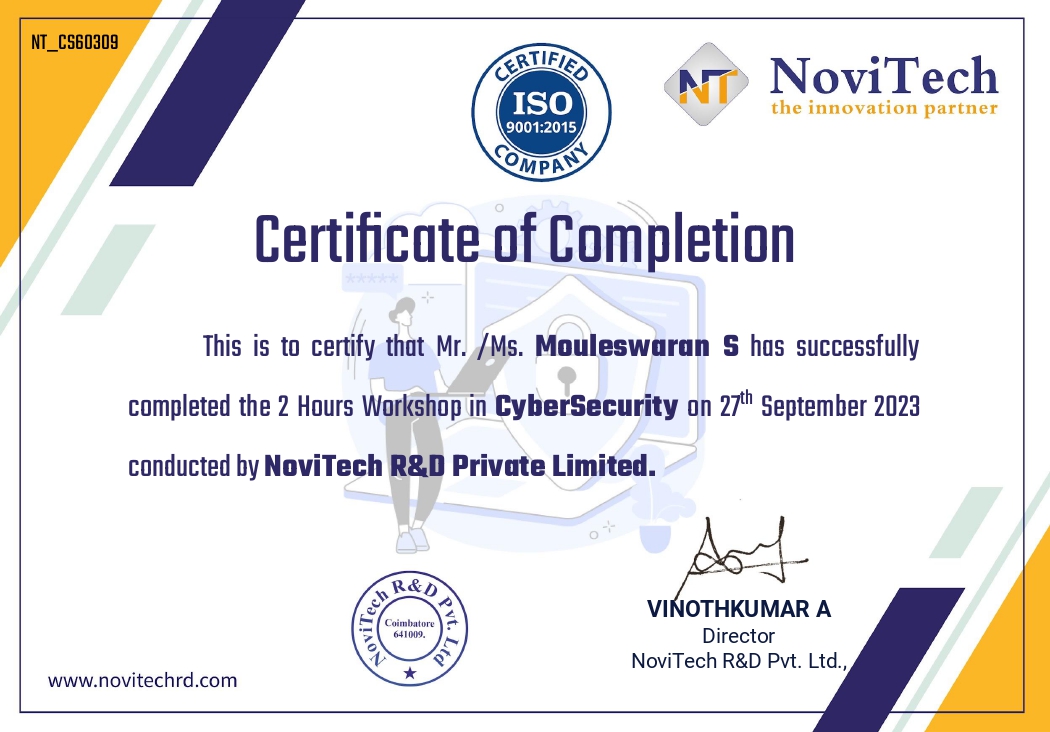 NT_CS60309
CERTIFIED
ISO
9001:2015
COMPANY
NT
NoviTech
the innovation partner
Certificate of Completion
*****
This is to certify that Mr. /Ms. Mouleswaran S has successfully
completed the 2 Hours Workshop in CyberSecurity on 27th September 2023
conducted by NoviTech R&D Private Limited.
NoviTech R&D Pvt. Ltd
Coimbatore
641009.
★
VINOTHKUMAR A
Director
NoviTech R&D Pvt. Ltd.,
www.novitechrd.com